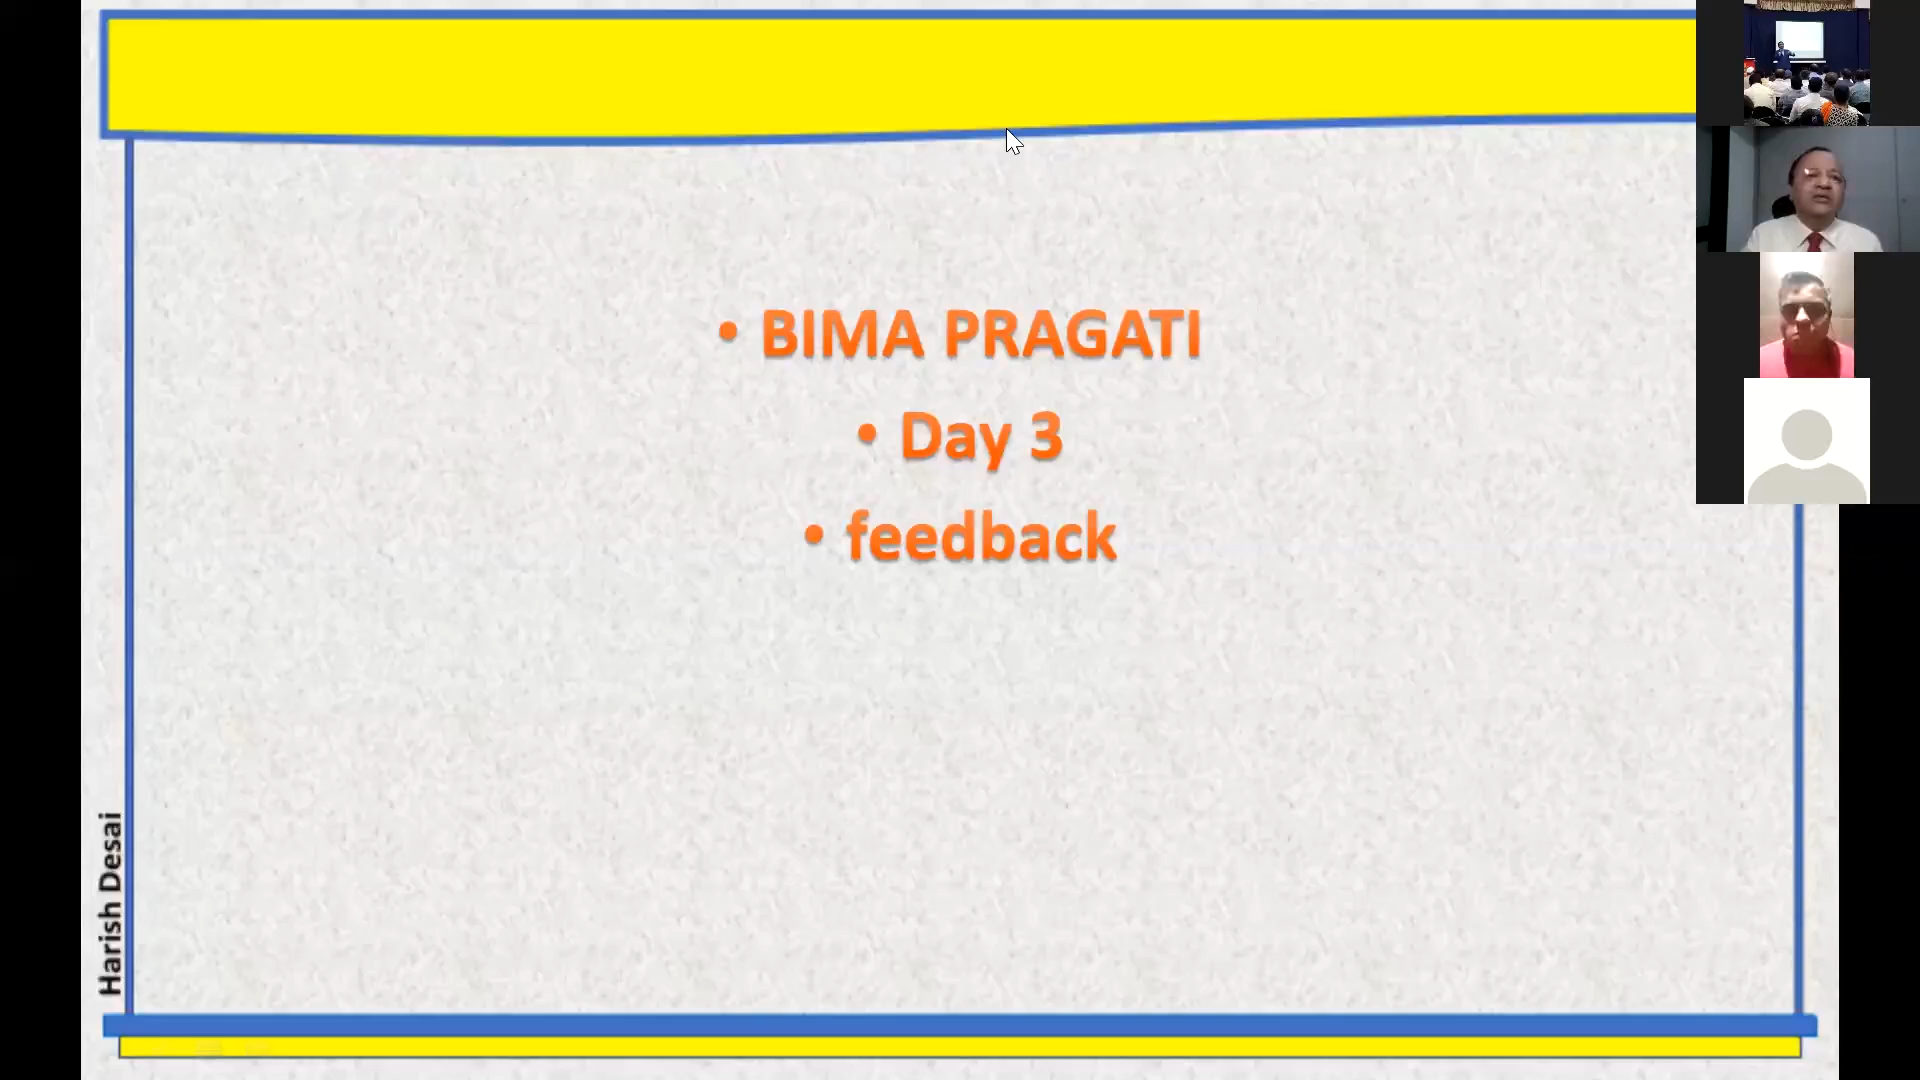 • BIMA PRAGATI
• Day 3
• feedback
Harish Desai